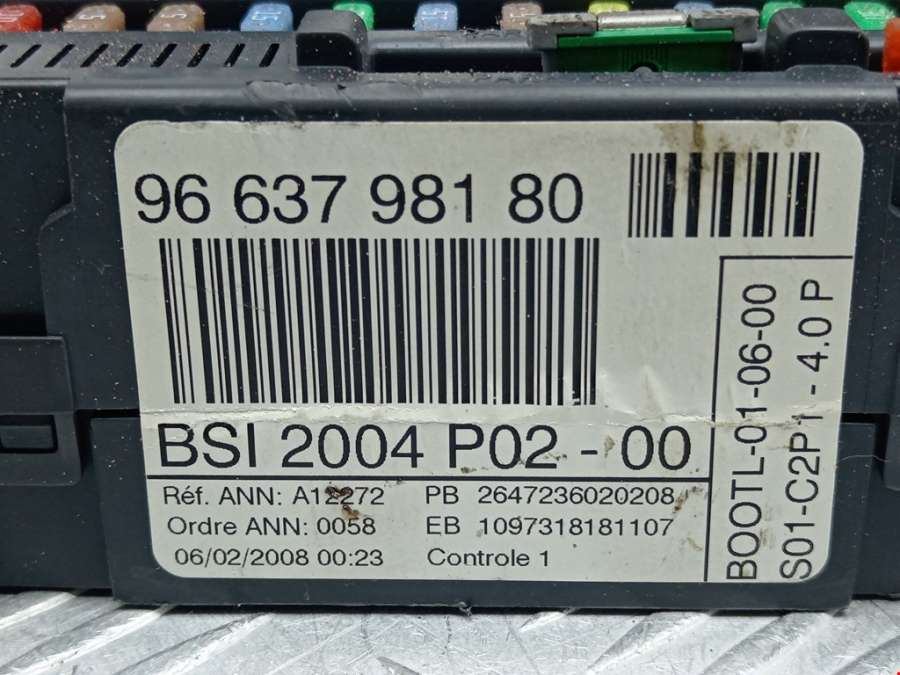 96 637 981 80
BSI 2004 P02 - 00
Réf. ANN: A12272 PB 2647236020208
Ordre ANN: 0058 EB 1097318181107
06/02/2008 00:23 Controle 1
BOOTL-01-06-00
S01-C2P1 - 4.0 P